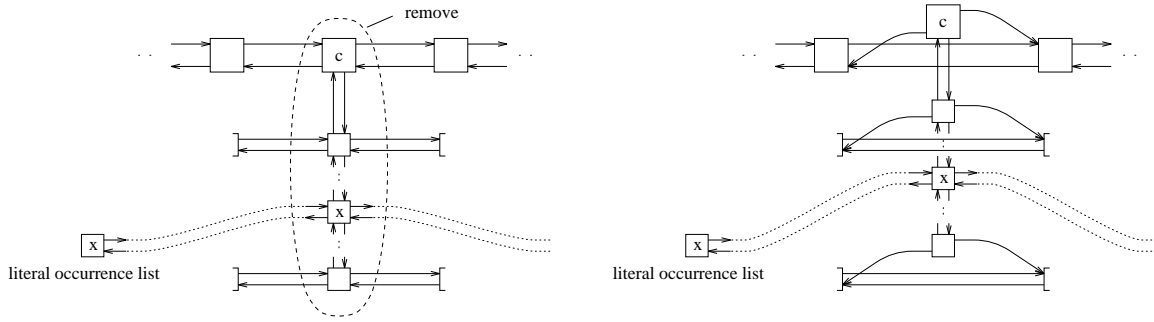 remove
c
. .
. .
x
x
literal occurrence list
c
. .
. .
x
x
literal occurrence list